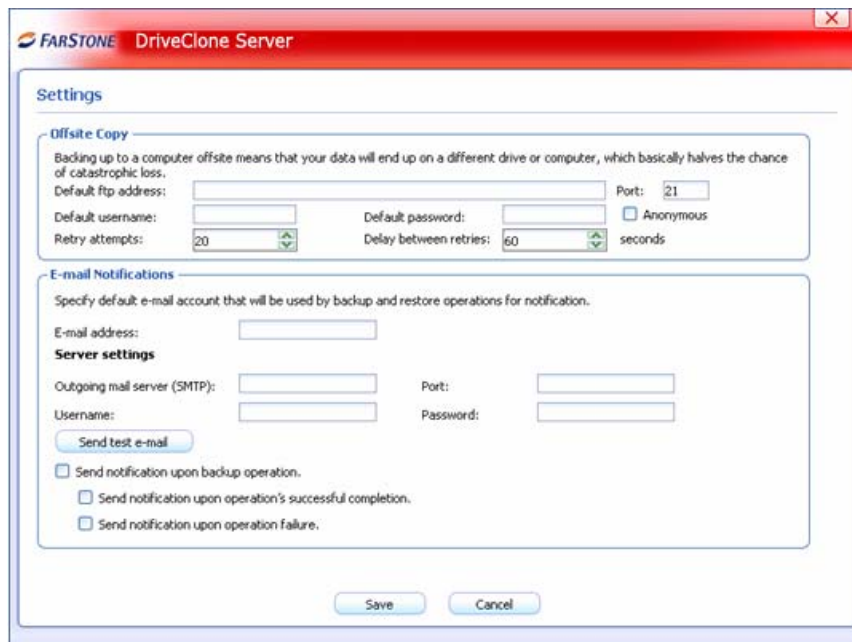 FARSTONE DriveClone Server
Settings
Offsite Copy
Backing up to a computer offsite means that your data will end up on a different drive or computer, which basically halves the chance
of catastrophic loss.
Default ftp address: Port: 21
Default username: Default password: Anonymous
Retry attempts: 20 Delay between retries: 60 seconds
E-mail Notifications
Specify default e-mail account that will be used by backup and restore operations for notification.
E-mail address:
Server settings
Outgoing mail server (SMTP): Port:
Username: Password:
Send test e-mail
Send notification upon backup operation.
Send notification upon operation's successful completion.
Send notification upon operation failure.
Save Cancel